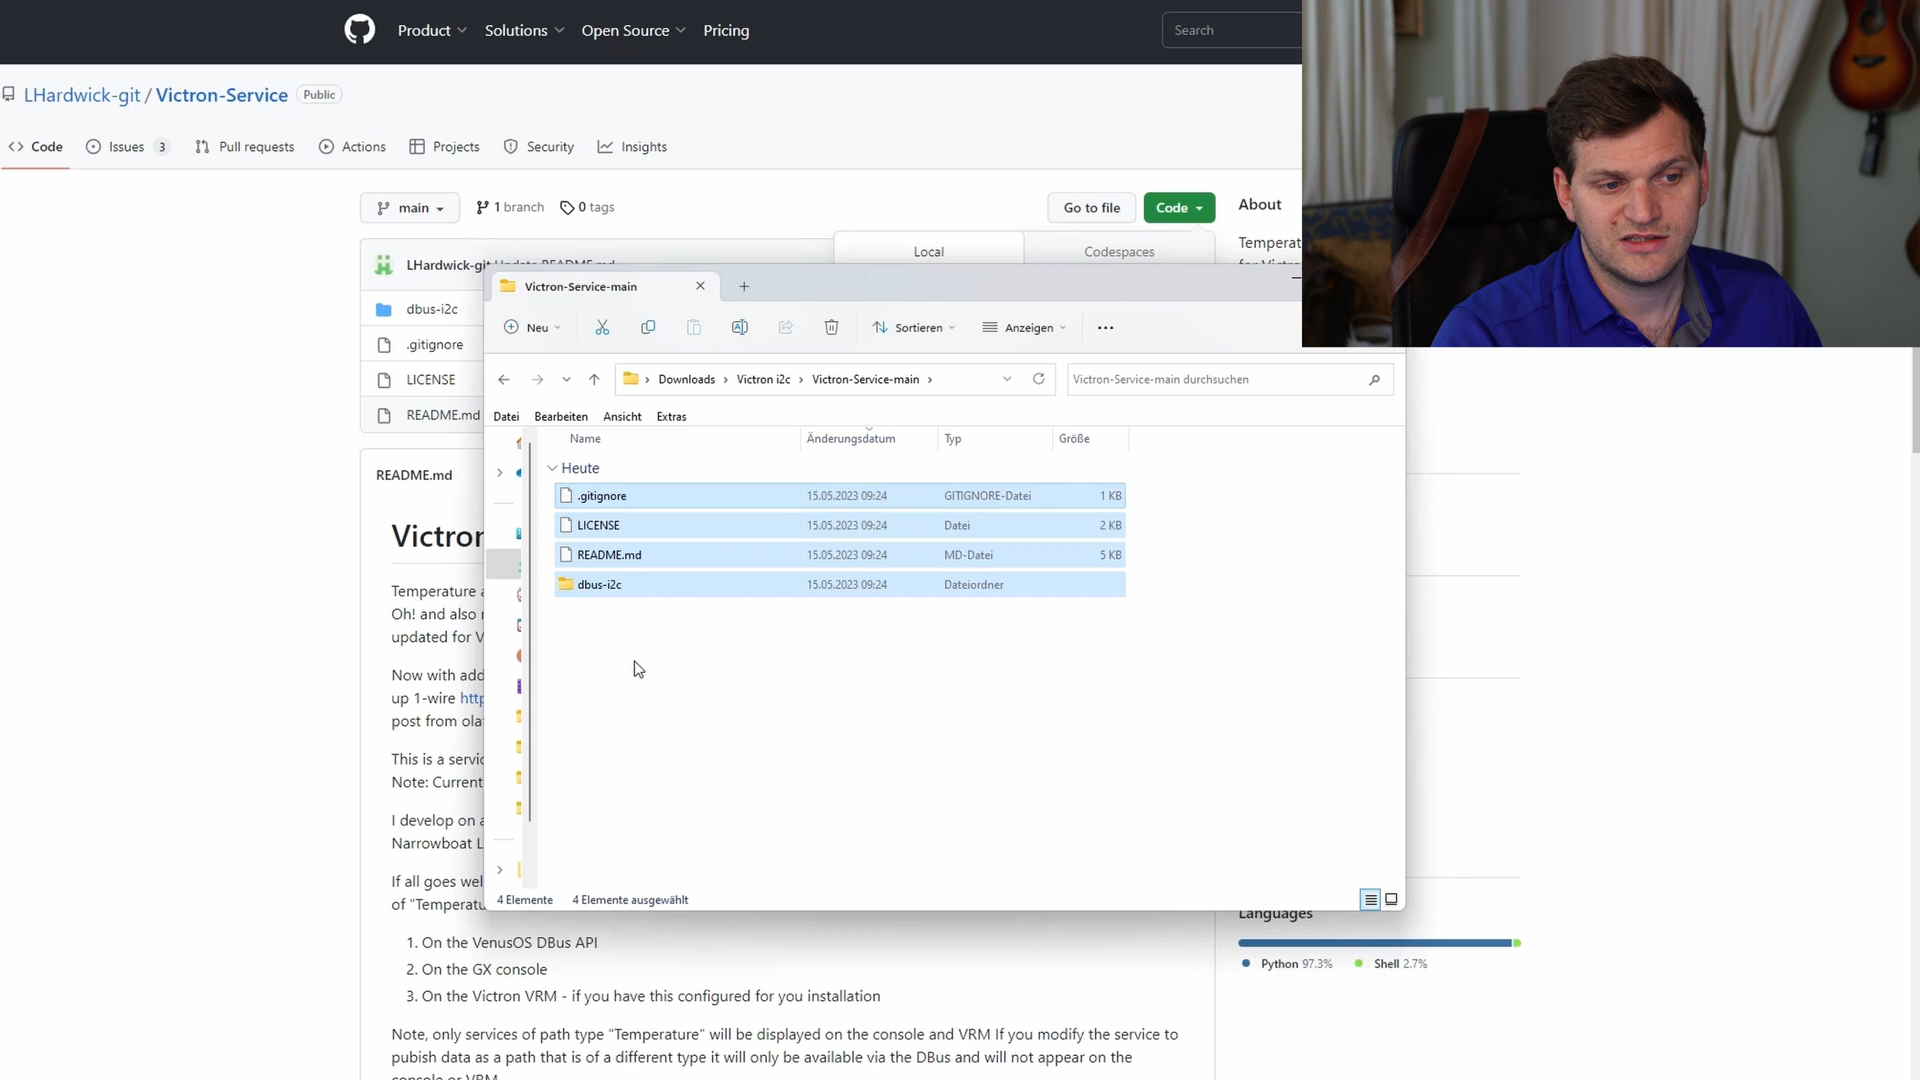 Product
Solutions
Open Source
Pricing
Search
LHardwick-git / Victron-Service Public
Code
Issues 3
Pull requests
Actions
Projects
Security
Insights
main
1 branch
0 tags
Go to file
Code
About
Local
Codespaces
LHardwick-git Update README.md
dbus-i2c
.gitignore
LICENSE
README.md
README.md
Temperature
Oh! and also
updated for
Now with
up 1-wire
post from
This is a
Note:
I develop on
Narrowboat
If all goes
of
Victron-Service-main
Neu
Sortieren
Anzeigen
Downloads
Victron i2c
Victron-Service-main
Victron-Service-main durchsuchen
Datei Bearbeiten Ansicht Extras
Name Änderungsdatum Typ Größe
Heute
.gitignore 15.05.2023 09:24 GITIGNORE-Datei 1 KB
LICENSE 15.05.2023 09:24 Datei 2 KB
README.md 15.05.2023 09:24 MD-Datei 5 KB
dbus-i2c 15.05.2023 09:24 Dateiordner
4 Elemente 4 Elemente ausgewählt
1. On the VenusOS DBus API
2. On the GX console
3. On the Victron VRM - if you have this configured for you installation
Note, only services of path type "Temperature" will be displayed on the console and VRM If you modify the service to
pubish data as a path that is of a different type it will only be available via the DBus and will not appear on the
console or VRM
Languages
Python 97.3%
Shell 2.7%